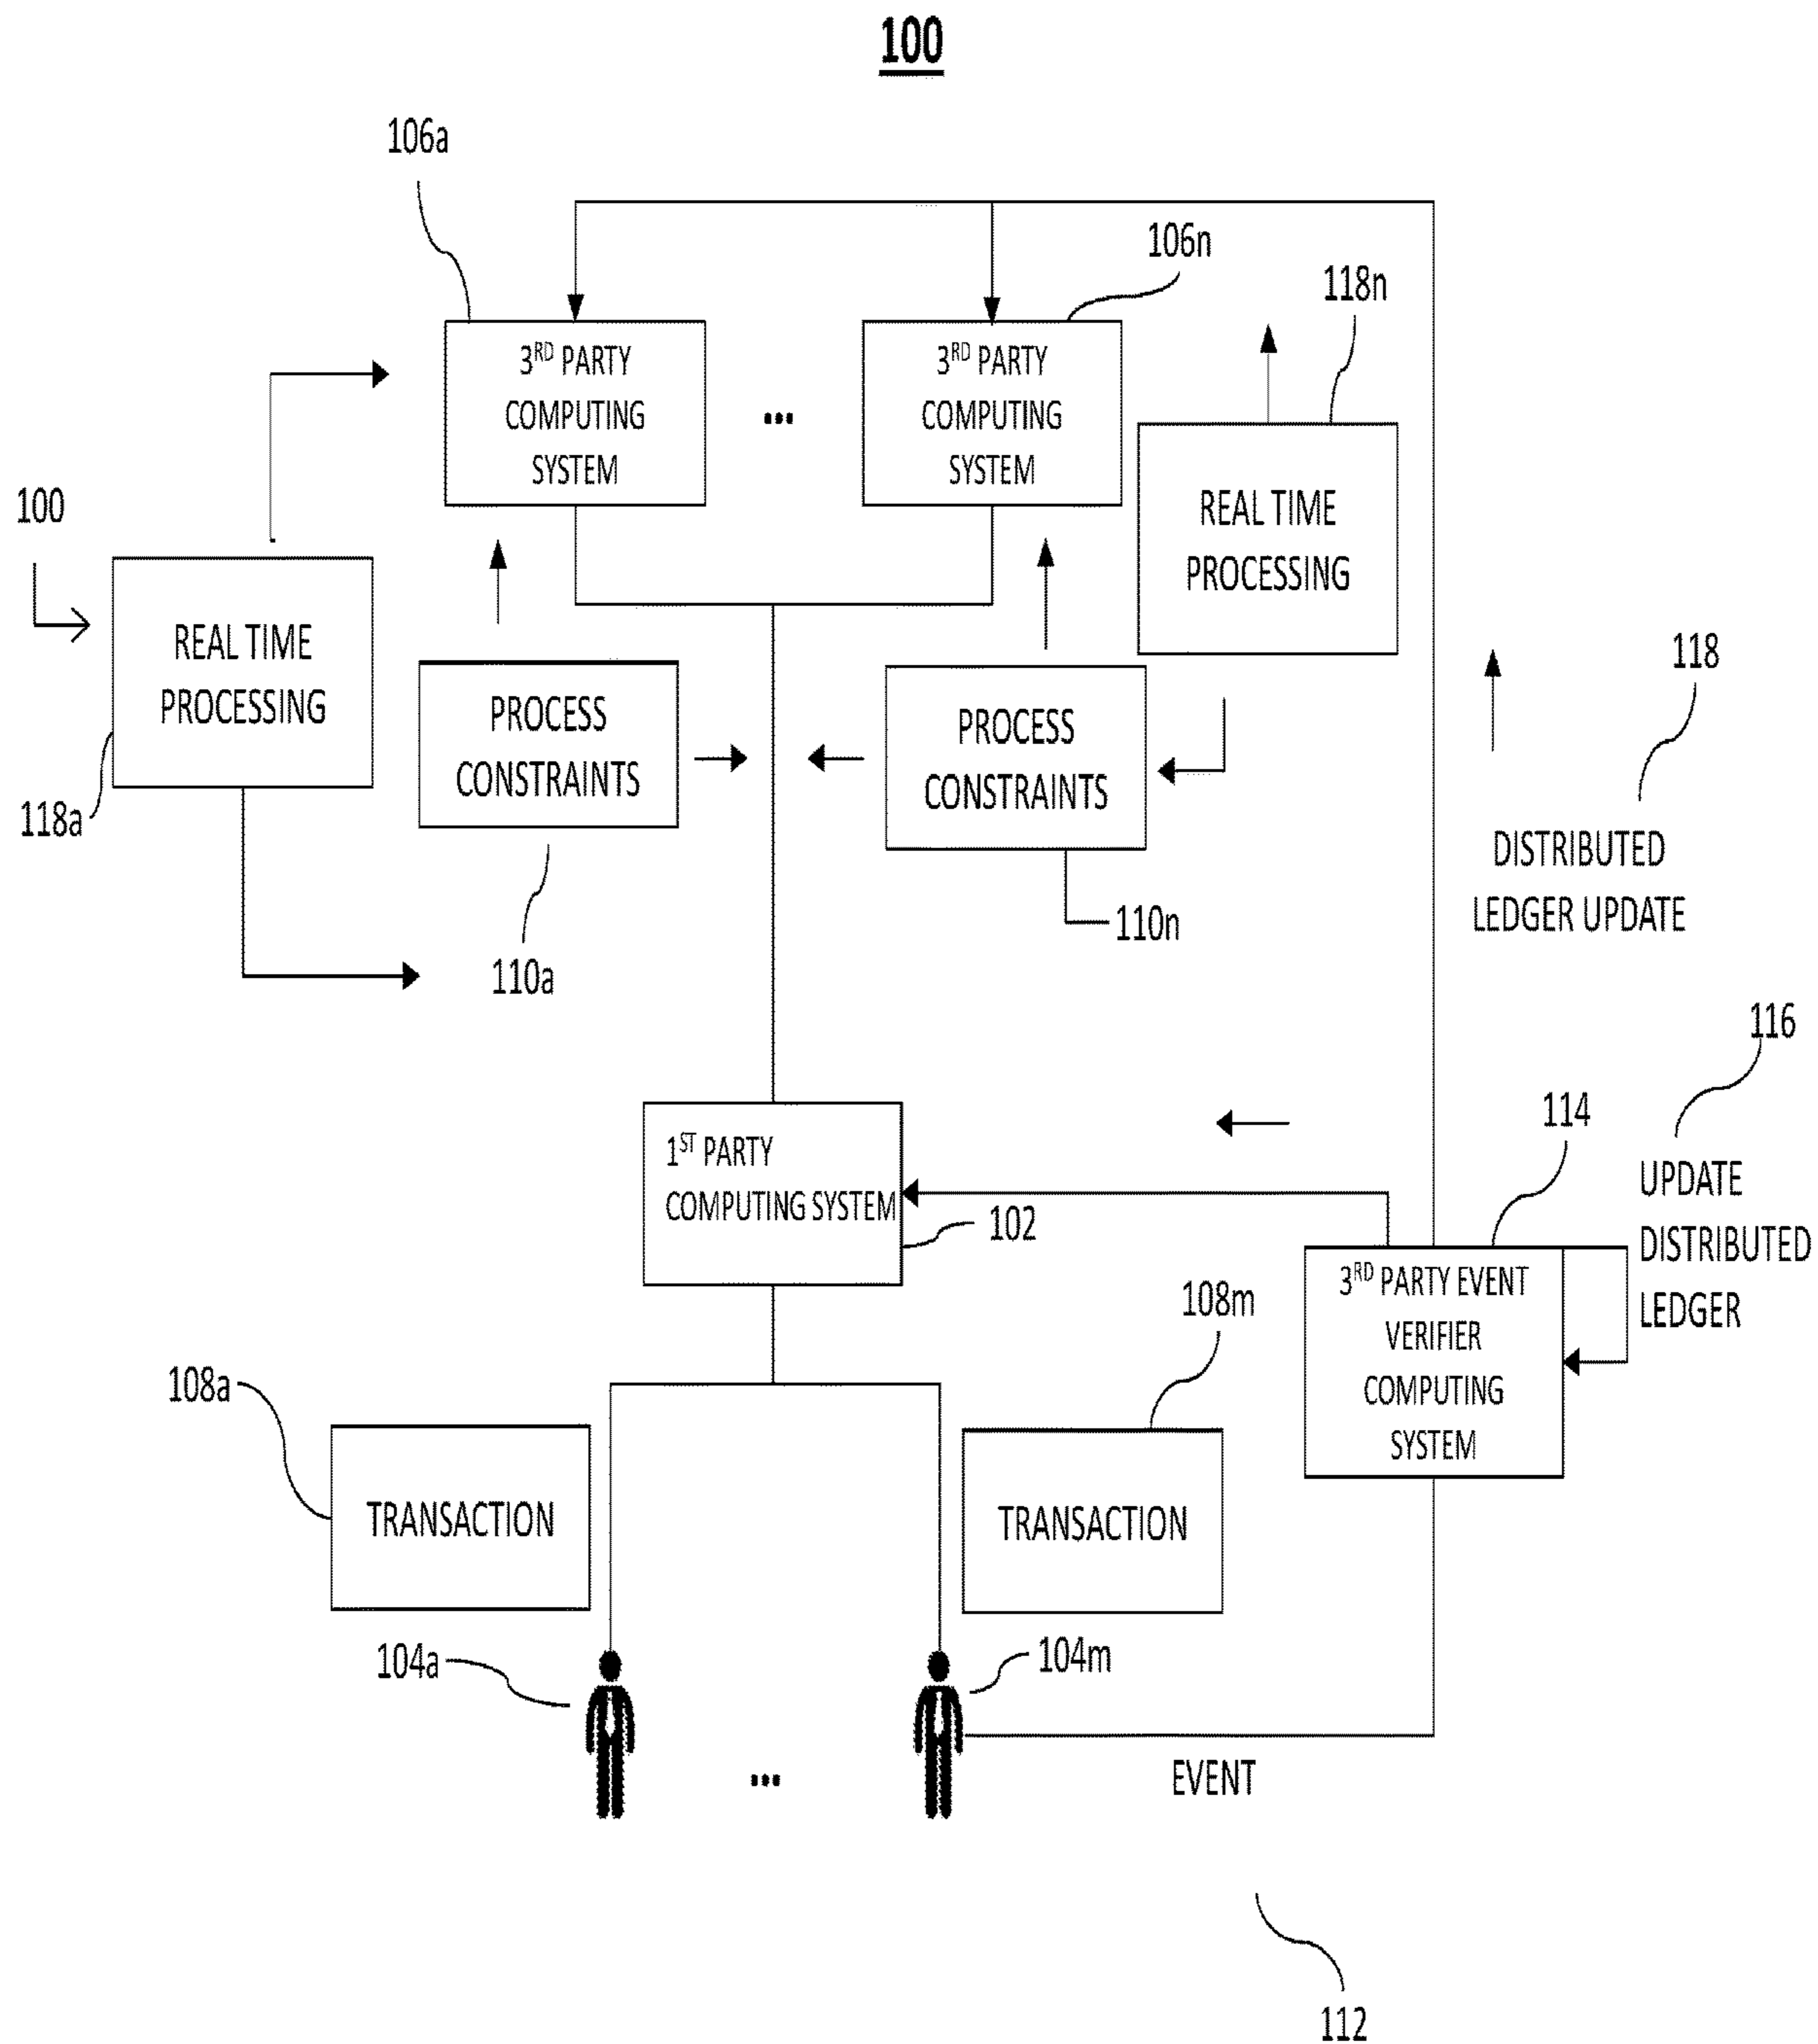 100
106a
106n
118n
3RD PARTY
COMPUTING
SYSTEM
...
3RD PARTY
COMPUTING
SYSTEM
REAL TIME
PROCESSING
100
REAL TIME
PROCESSING
118a
PROCESS
CONSTRAINTS
110a
PROCESS
CONSTRAINTS
110n
118
DISTRIBUTED
LEDGER UPDATE
116
UPDATE
DISTRIBUTED
LEDGER
114
1ST PARTY
COMPUTING SYSTEM
102
3RD PARTY EVENT
VERIFIER
COMPUTING
SYSTEM
108a
TRANSACTION
108m
TRANSACTION
104a
...
104m
EVENT
112